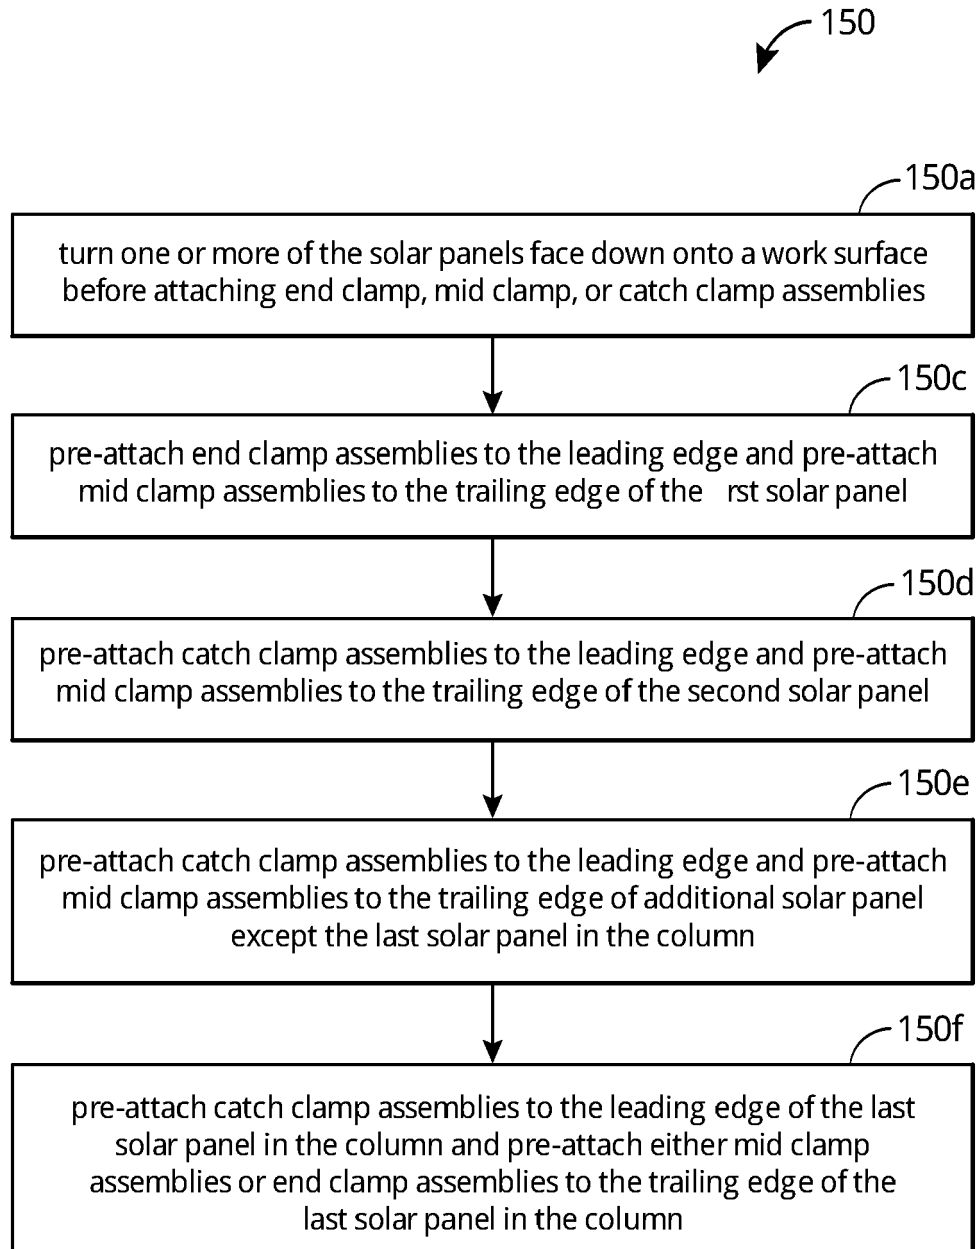 150
150a
turn one or more of the solar panels face down onto a work surface
before attaching end clamp, mid clamp, or catch clamp assemblies
150c
pre-attach end clamp assemblies to the leading edge and pre-attach
mid clamp assemblies to the trailing edge of the rst solar panel
150d
pre-attach catch clamp assemblies to the leading edge and pre-attach
mid clamp assemblies to the trailing edge of the second solar panel
150e
pre-attach catch clamp assemblies to the leading edge and pre-attach
mid clamp assemblies to the trailing edge of additional solar panel
except the last solar panel in the column
150f
pre-attach catch clamp assemblies to the leading edge of the last
solar panel in the column and pre-attach either mid clamp
assemblies or end clamp assemblies to the trailing edge of the
last solar panel in the column